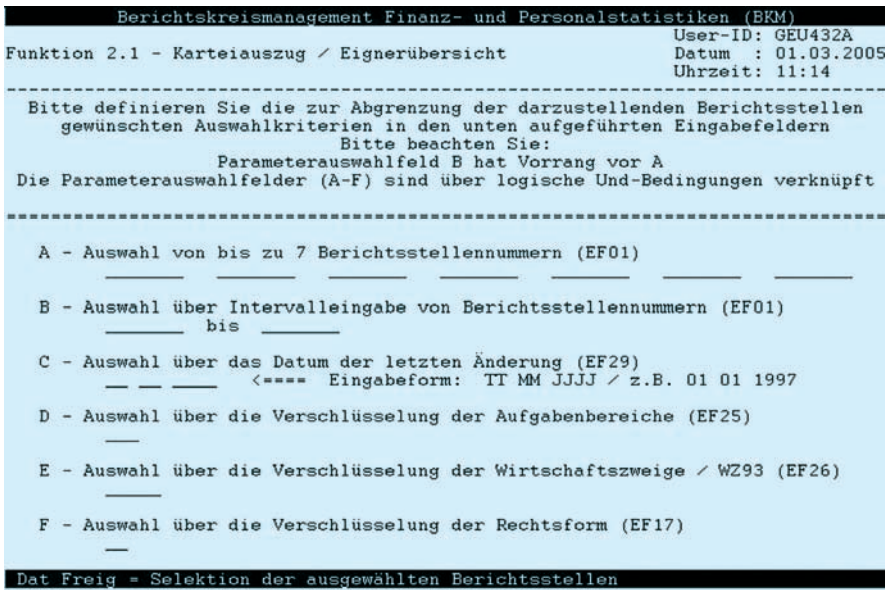 Berichtskreismanagement Finanz- und Personalstatistiken (BKM)
User-ID: GEU432A
Funktion 2.1 - Karteiauszug / Eignerübersicht Datum : 01.03.2005
Uhrzeit: 11:14
Bitte definieren Sie die zur Abgrenzung der darzustellenden Berichtsstellen
gewünschten Auswahlkriterien in den unten aufgeführten Eingabefeldern
Bitte beachten Sie:
Parameterauswahlfeld B hat Vorrang vor A
Die Parameterauswahlfelder (A-F) sind über logische Und-Bedingungen verknüpft
A - Auswahl von bis zu 7 Berichtsstellennummern (EF01)
B - Auswahl über Intervalleingabe von Berichtsstellennummern (EF01)
bis
C - Auswahl über das Datum der letzten Änderung (EF29)
<==== Eingabeform: TT MM JJJJ / z.B. 01 01 1997
D - Auswahl über die Verschlüsselung der Aufgabenbereiche (EF25)
E - Auswahl über die Verschlüsselung der Wirtschaftszweige / WZ93 (EF26)
F - Auswahl über die Verschlüsselung der Rechtsform (EF17)
Dat Freig = Selektion der ausgewählten Berichtsstellen